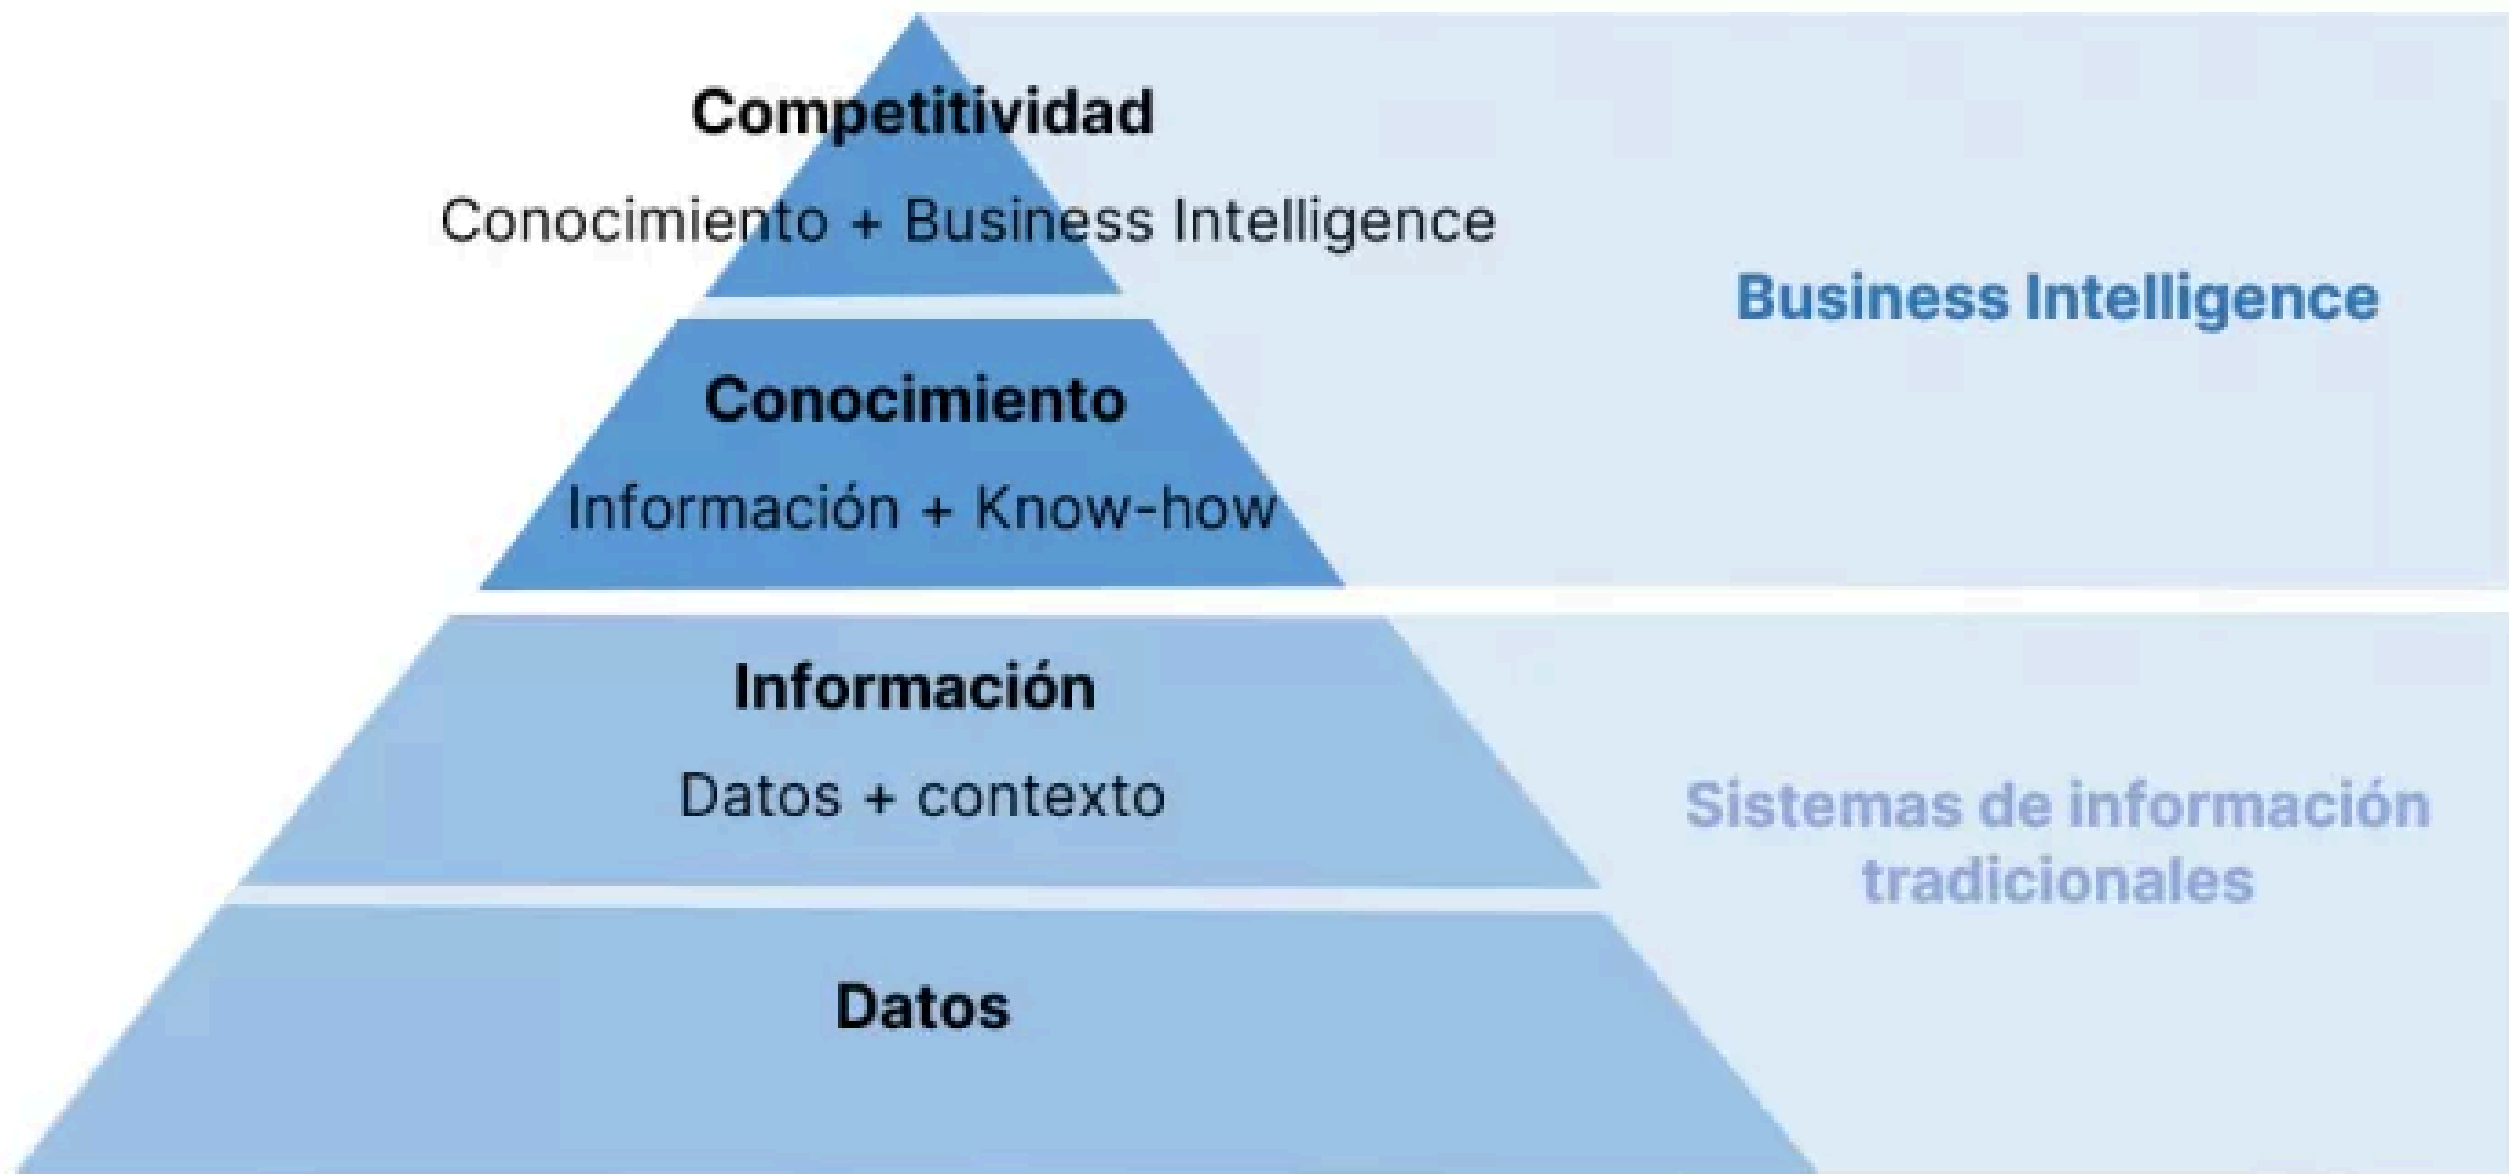 Competitividad
Conocimiento + Business Intelligence
Business Intelligence
Conocimiento
Información + Know-how
Información
Datos + contexto
Sistemas de información
tradicionales
Datos